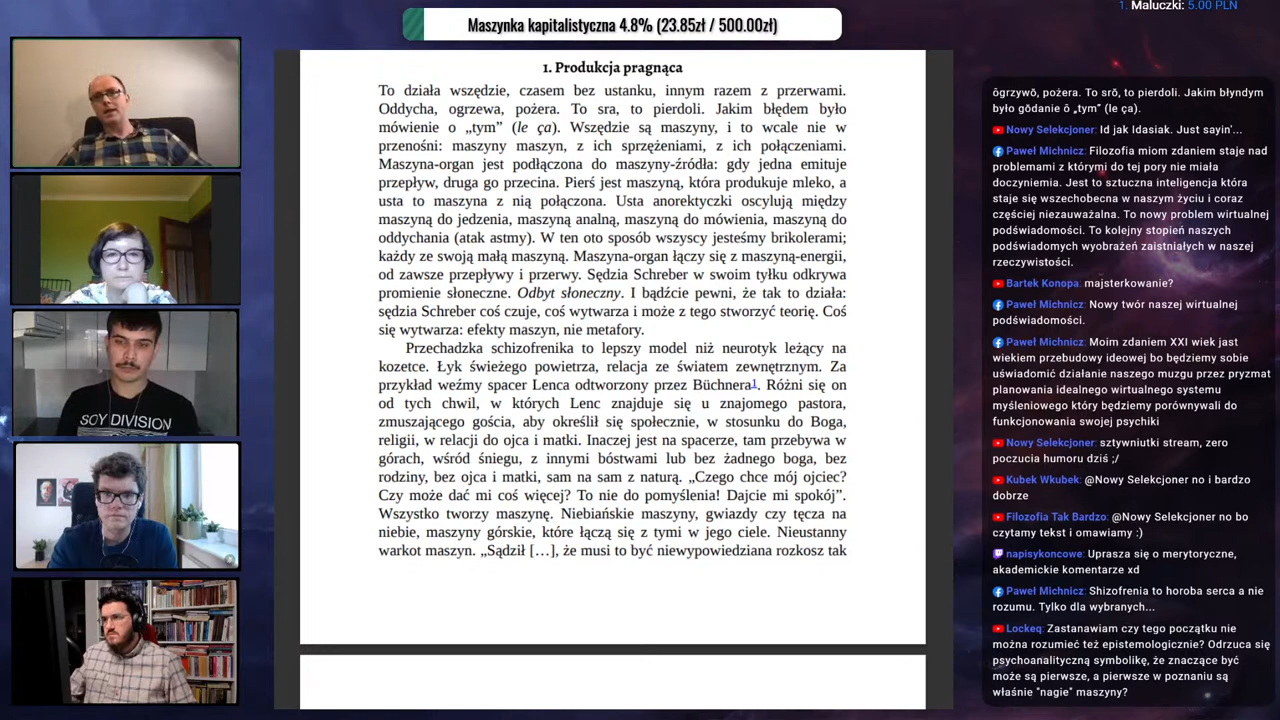 Maszynka kapitalistyczna 4.8% (23.85zł / 500.00zł)
1. Maluczki: 5.00 PLN
1. Produkcja pragnąca
To działa wszędzie, czasem bez ustanku, innym razem z przerwami.
Oddycha, ogrzewa, pożera. To sra, to pierdoli. Jakim błędem było
mówienie o „tym” (le ça). Wszędzie są maszyny, i to wcale nie w
przenośni: maszyny maszyn, z ich sprzężeniami, z ich połączeniami.
Maszyna-organ jest podłączona do maszyny-źródła: gdy jedna emituje
przepływ, druga go przecina. Pierś jest maszyną, która produkuje mleko, a
usta to maszyna z nią połączona. Usta anorektyczki oscylują między
maszyną do jedzenia, maszyną analną, maszyną do mówienia, maszyną do
oddychania (atak astmy). W ten oto sposób wszyscy jesteśmy brikolerami;
każdy ze swoją małą maszyną. Maszyna-organ łączy się z maszyną-energii,
od zawsze przepływy i przerwy. Sędzia Schreber w swoim tyłku odkrywa
promienie słoneczne. Odbyt słoneczny. I bądźcie pewni, że tak to działa:
sędzia Schreber coś czuje, coś wytwarza i może z tego stworzyć teorię. Coś
się wytwarza: efekty maszyn, nie metafory.
Przechadzka schizofrenika to lepszy model niż neurotyk leżący na
kozetce. Łyk świeżego powietrza, relacja ze światem zewnętrznym. Za
przykład weźmy spacer Lenca odtworzony przez Büchnera1. Różni się on
od tych chwil, w których Lenc znajduje się u znajomego pastora,
zmuszającego gościa, aby określił się społecznie, w stosunku do Boga,
religii, w relacji do ojca i matki. Inaczej jest na spacerze, tam przebywa w
górach, wśród śniegu, z innymi bóstwami lub bez żadnego boga, bez
rodziny, bez ojca i matki, sam na sam z naturą. „Czego chce mój ojciec?
Czy może dać mi coś więcej? To nie do pomyślenia! Dajcie mi spokój”.
Wszystko tworzy maszynę. Niebiańskie maszyny, gwiazdy czy tęcza na
niebie, maszyny górskie, które łączą się z tymi w jego ciele. Nieustanny
warkot maszyn. „Sądził […], że musi to być niewypowiedziana rozkosz tak
SOY DIVISION
ōgrzywŏ, pożera. To srŏ, to pierdoli. Jakim błyndym
było gŏdanie ô „tym” (le ça).
Nowy Selekcjoner: Id jak Idasiak. Just sayin'...
Paweł Michnicz: Filozofia miom zdaniem staje nad
problemami z którymi do tej pory nie miała
doczyniemia. Jest to sztuczna inteligencja która
staje się wszechobecna w naszym życiu i coraz
częściej niezauważalna. To nowy problem wirtualnej
podświadomości. To kolejny stopień naszych
podświadomych wyobrażeń zaistniałych w naszej
rzeczywistości.
Bartek Konopa: majsterkowanie?
Paweł Michnicz: Nowy twór naszej wirtualnej
podświadomości.
Paweł Michnicz: Moim zdaniem XXI wiek jast
wiekiem przebudowy ideowej bo będziemy sobie
uświadomić działanie naszego muzgu przez pryzmat
planowania idealnego wirtualnego systemu
myśleniowego który będziemy porównywali do
funkcjonowania swojej psychiki
Nowy Selekcjoner: sztywniutki stream, zero
poczucia humoru dziś ;/
Kubek Wkubek: @Nowy Selekcjoner no i bardzo
dobrze
Filozofia Tak Bardzo: @Nowy Selekcjoner no bo
czytamy tekst i omawiamy :)
napisykoncowe: Uprasza się o merytoryczne,
akademickie komentarze xd
Paweł Michnicz: Shizofrenia to horoba serca a nie
rozumu. Tylko dla wybranych...
Lockeq: Zastanawiam czy tego początku nie
można rozumieć też epistemologicznie? Odrzuca się
psychoanalityczną symbolikę, że znaczące być
może są pierwsze, a pierwsze w poznaniu są
właśnie "nagie" maszyny?